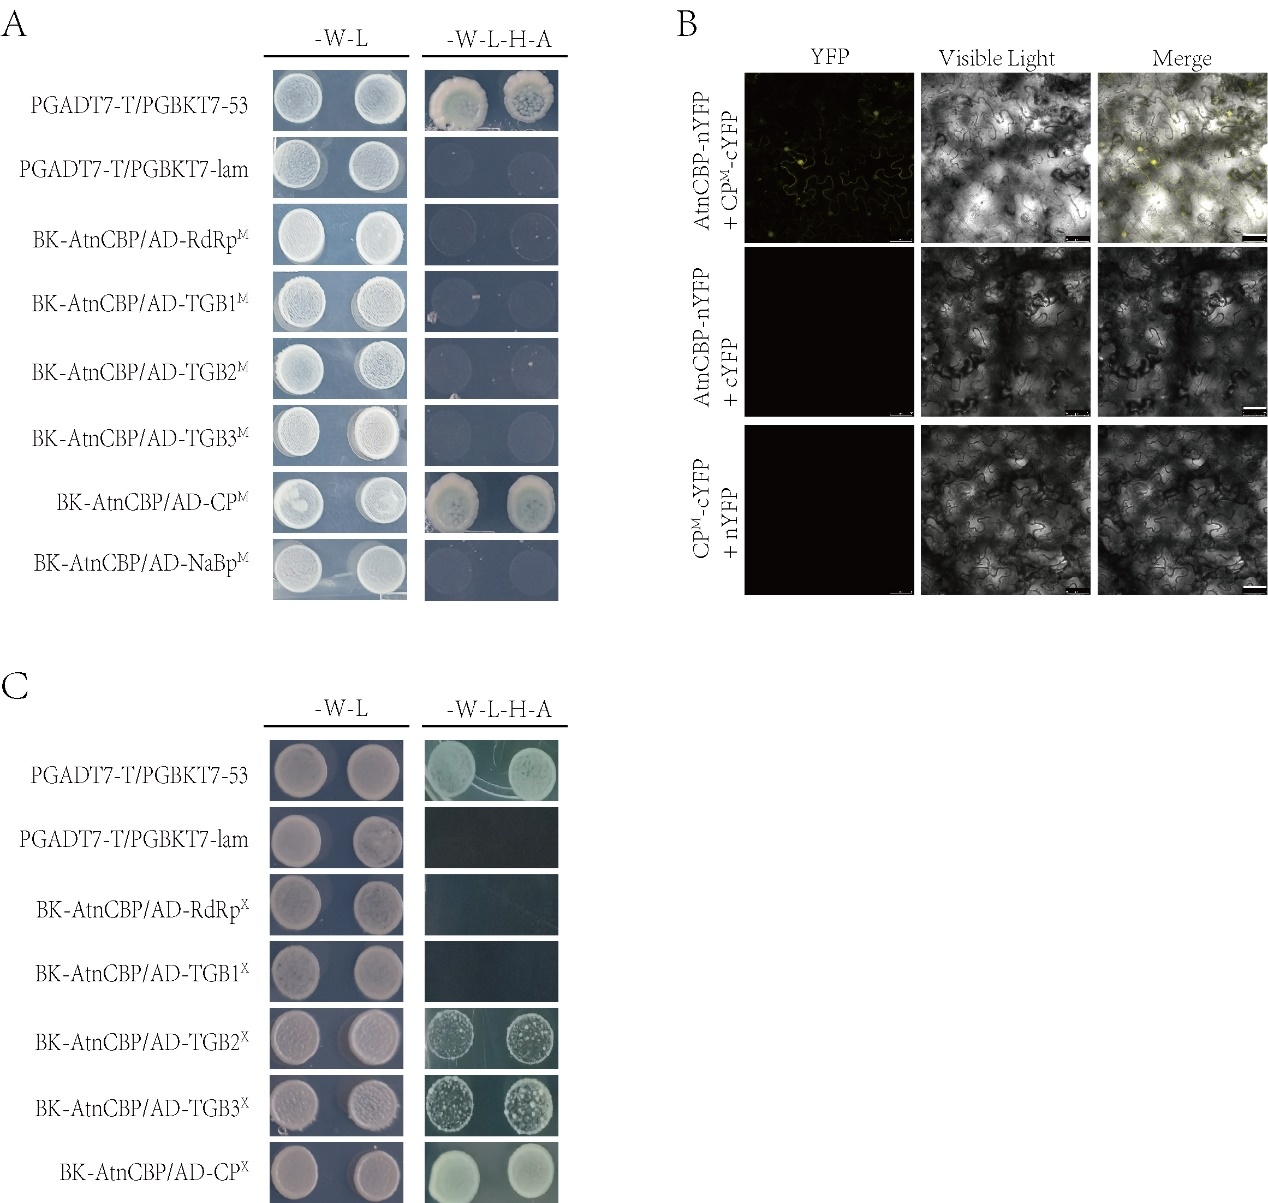 A
-W-L -W-L-H-A
PGADT7-T/PGBKT7-53
PGADT7-T/PGBKT7-lam
BK-AtnCBP/AD-RdRpᴹ
BK-AtnCBP/AD-TGB1ᴹ
BK-AtnCBP/AD-TGB2ᴹ
BK-AtnCBP/AD-TGB3ᴹ
BK-AtnCBP/AD-CPᴹ
BK-AtnCBP/AD-NaBpᴹ
B
YFP Visible Light Merge
AtnCBP-nYFP
+ CPᴹ-cYFP
AtnCBP-nYFP
+ cYFP
CPᴹ-cYFP
+ nYFP
C
-W-L -W-L-H-A
PGADT7-T/PGBKT7-53
PGADT7-T/PGBKT7-lam
BK-AtnCBP/AD-RdRpˣ
BK-AtnCBP/AD-TGB1ˣ
BK-AtnCBP/AD-TGB2ˣ
BK-AtnCBP/AD-TGB3ˣ
BK-AtnCBP/AD-CPˣ